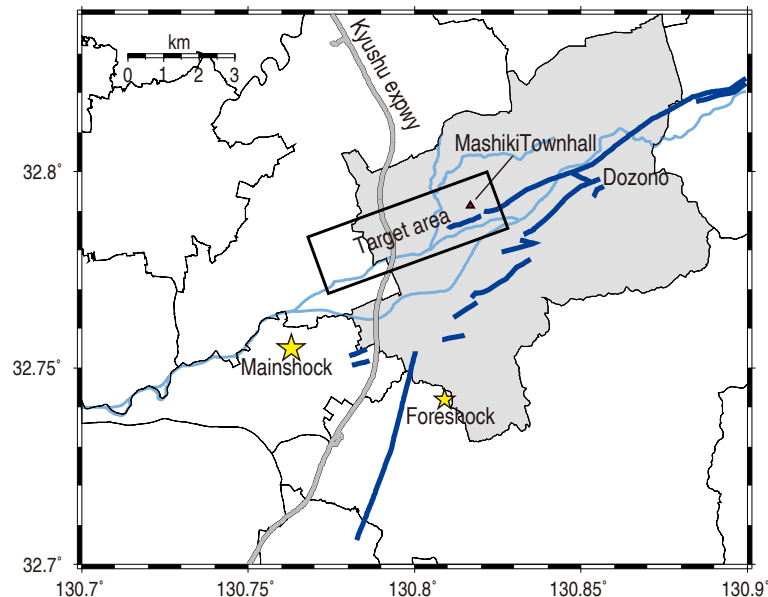 km
0 1 2 3
Kyushu expwy
MashikiTownhall
32.8°
Dozono
Target area
32.75°
Mainshock
Foreshock
32.7°
130.7° 130.75° 130.8° 130.85° 130.9°